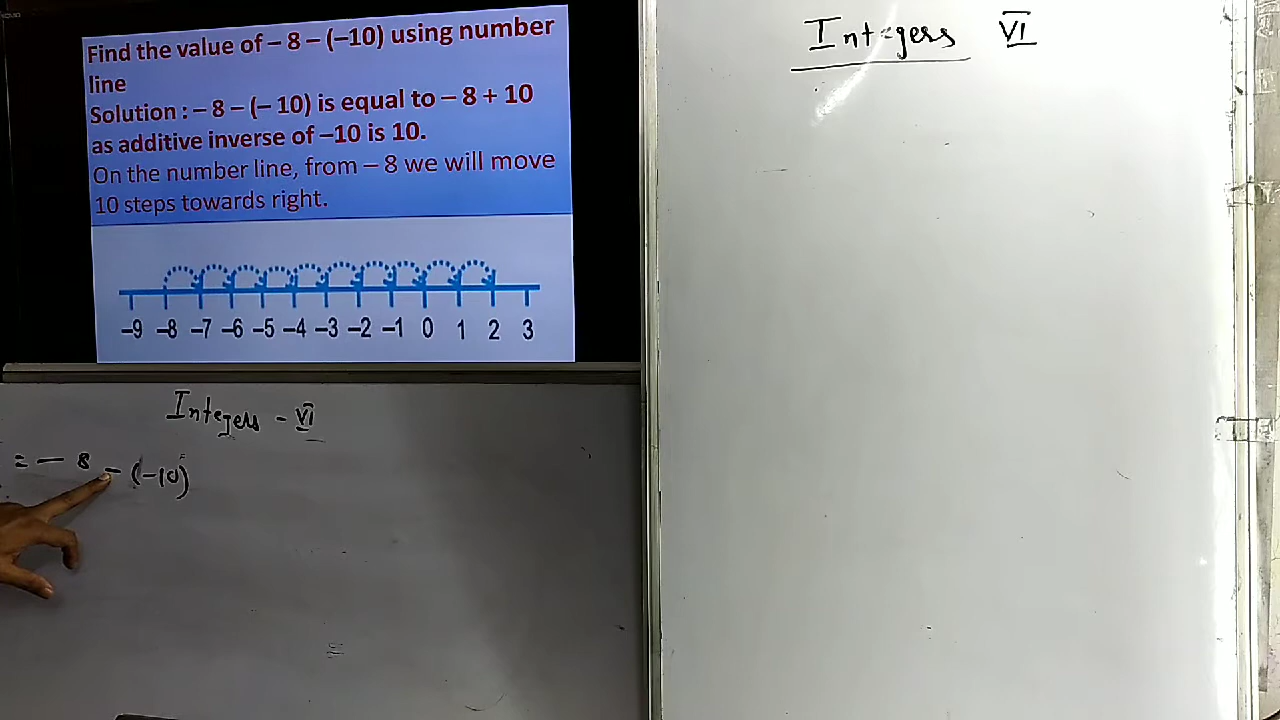 Find the value of – 8 – (–10) using number
line
Solution : – 8 – (– 10) is equal to – 8 + 10
as additive inverse of –10 is 10.
On the number line, from – 8 we will move
10 steps towards right.
–9 –8 –7 –6 –5 –4 –3 –2 –1 0 1 2 3
Integers - VI
= – 8 – (–10)
Integers VI